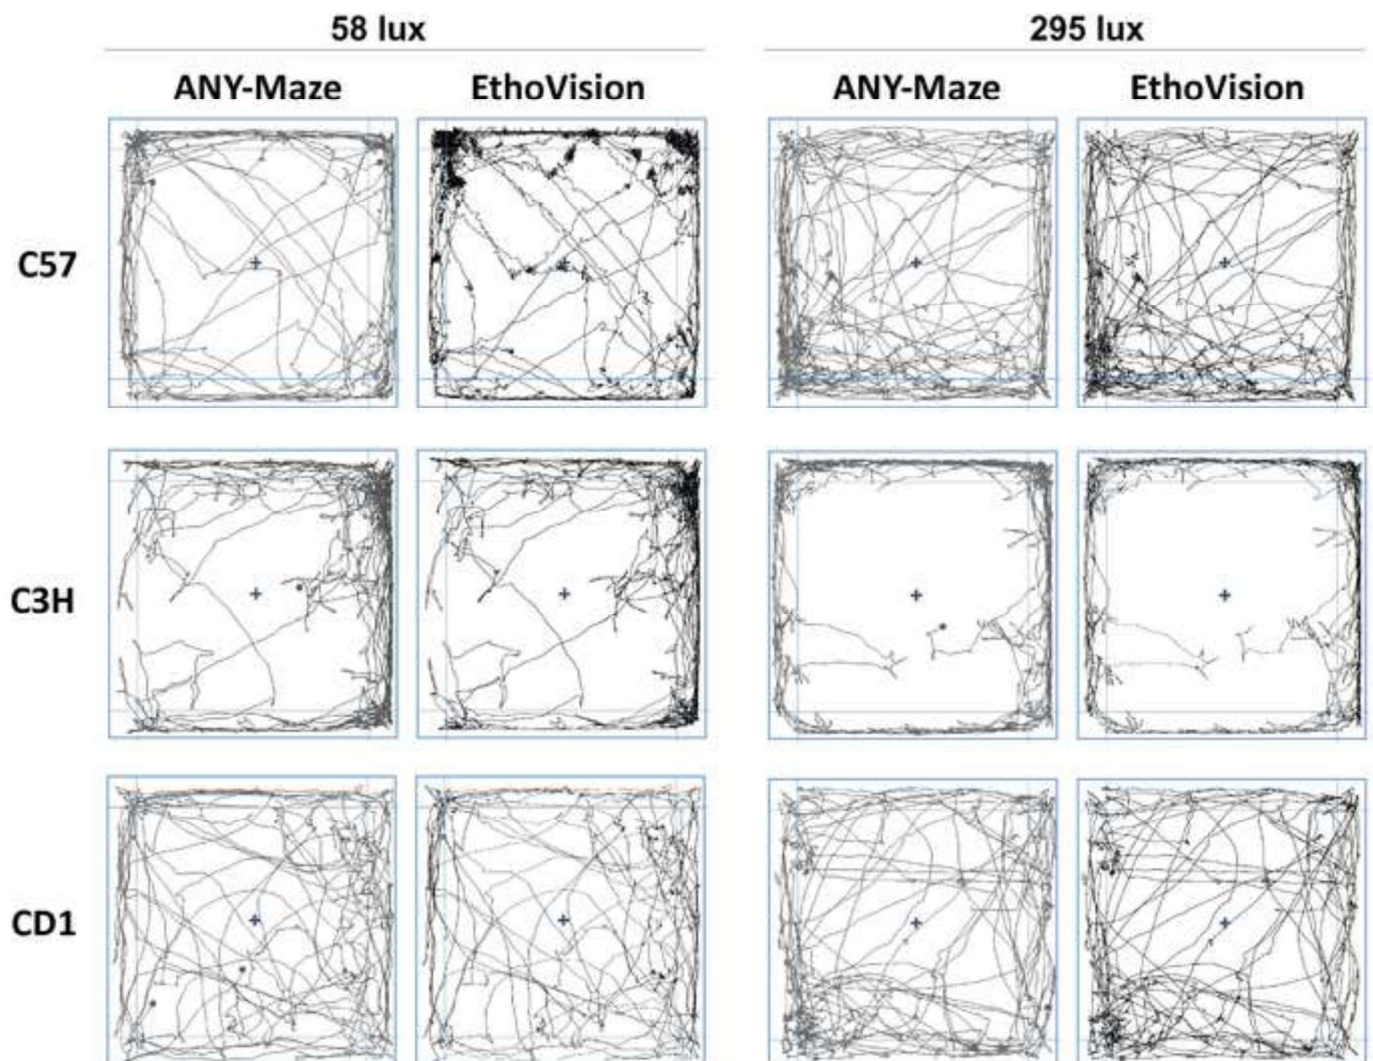 58 lux 295 lux
ANY-Maze EthoVision ANY-Maze EthoVision
C57
C3H
CD1